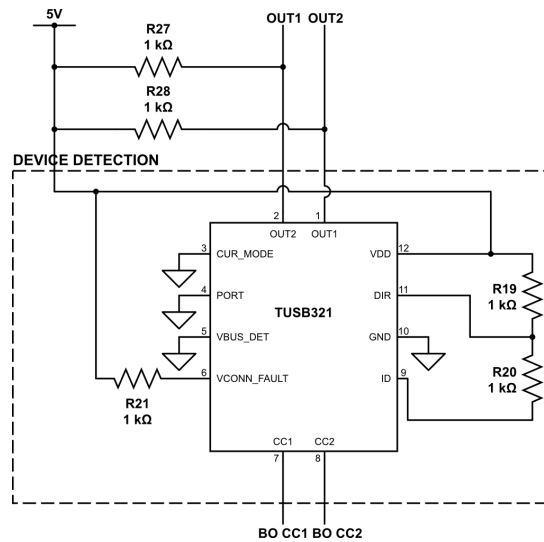 5V
OUT1 OUT2
R27
1 kΩ
R28
1 kΩ
DEVICE DETECTION
2
1
OUT2
OUT1
3
CUR_MODE
VDD
12
4
PORT
DIR
11
R19
1 kΩ
TUSB321
5
VBUS_DET
GND
10
6
VCONN_FAULT
ID
9
R20
1 kΩ
R21
1 kΩ
CC1
CC2
7
8
BO CC1 BO CC2